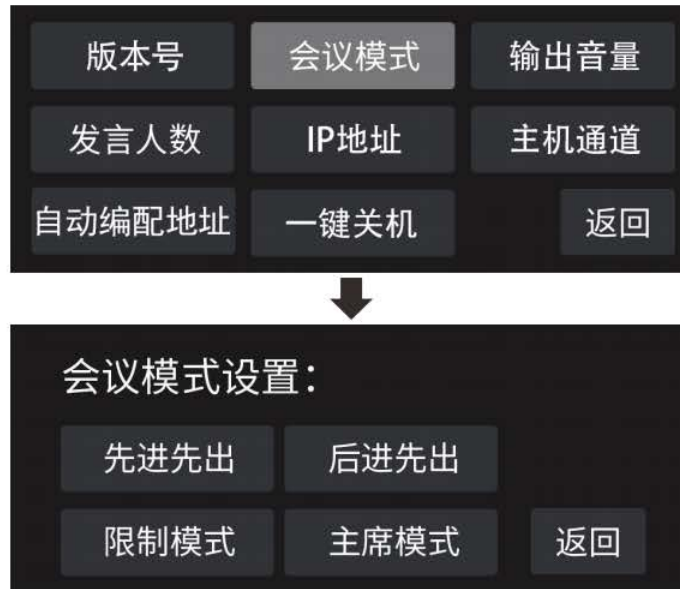 版本号 会议模式 输出音量
发言人数 IP地址 主机通道
自动编配地址 一键关机 返回
会议模式设置：
先进先出 后进先出
限制模式 主席模式 返回